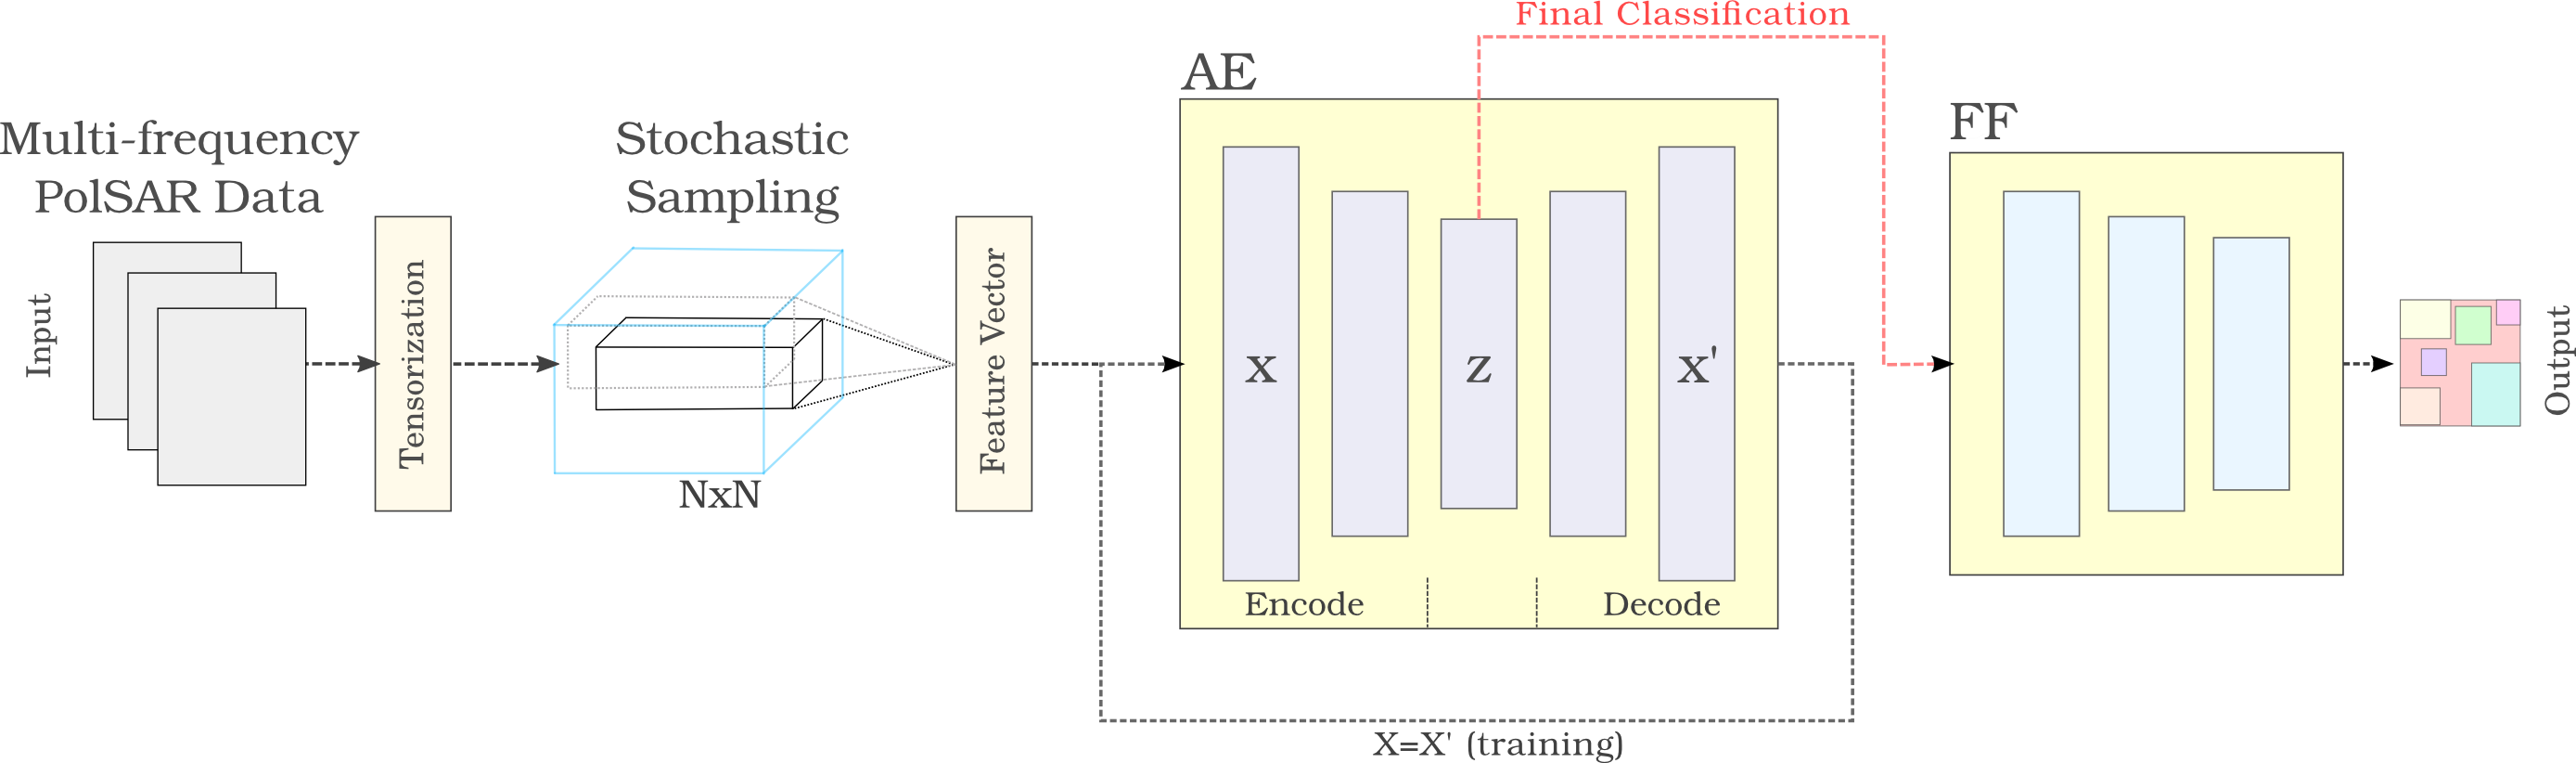 Final Classification
AE
FF
Multi-frequency
PolSAR Data
Stochastic
Sampling
Input
Tensorization
NxN
Feature Vector
x
z
x'
Encode
Decode
Output
X=X' (training)